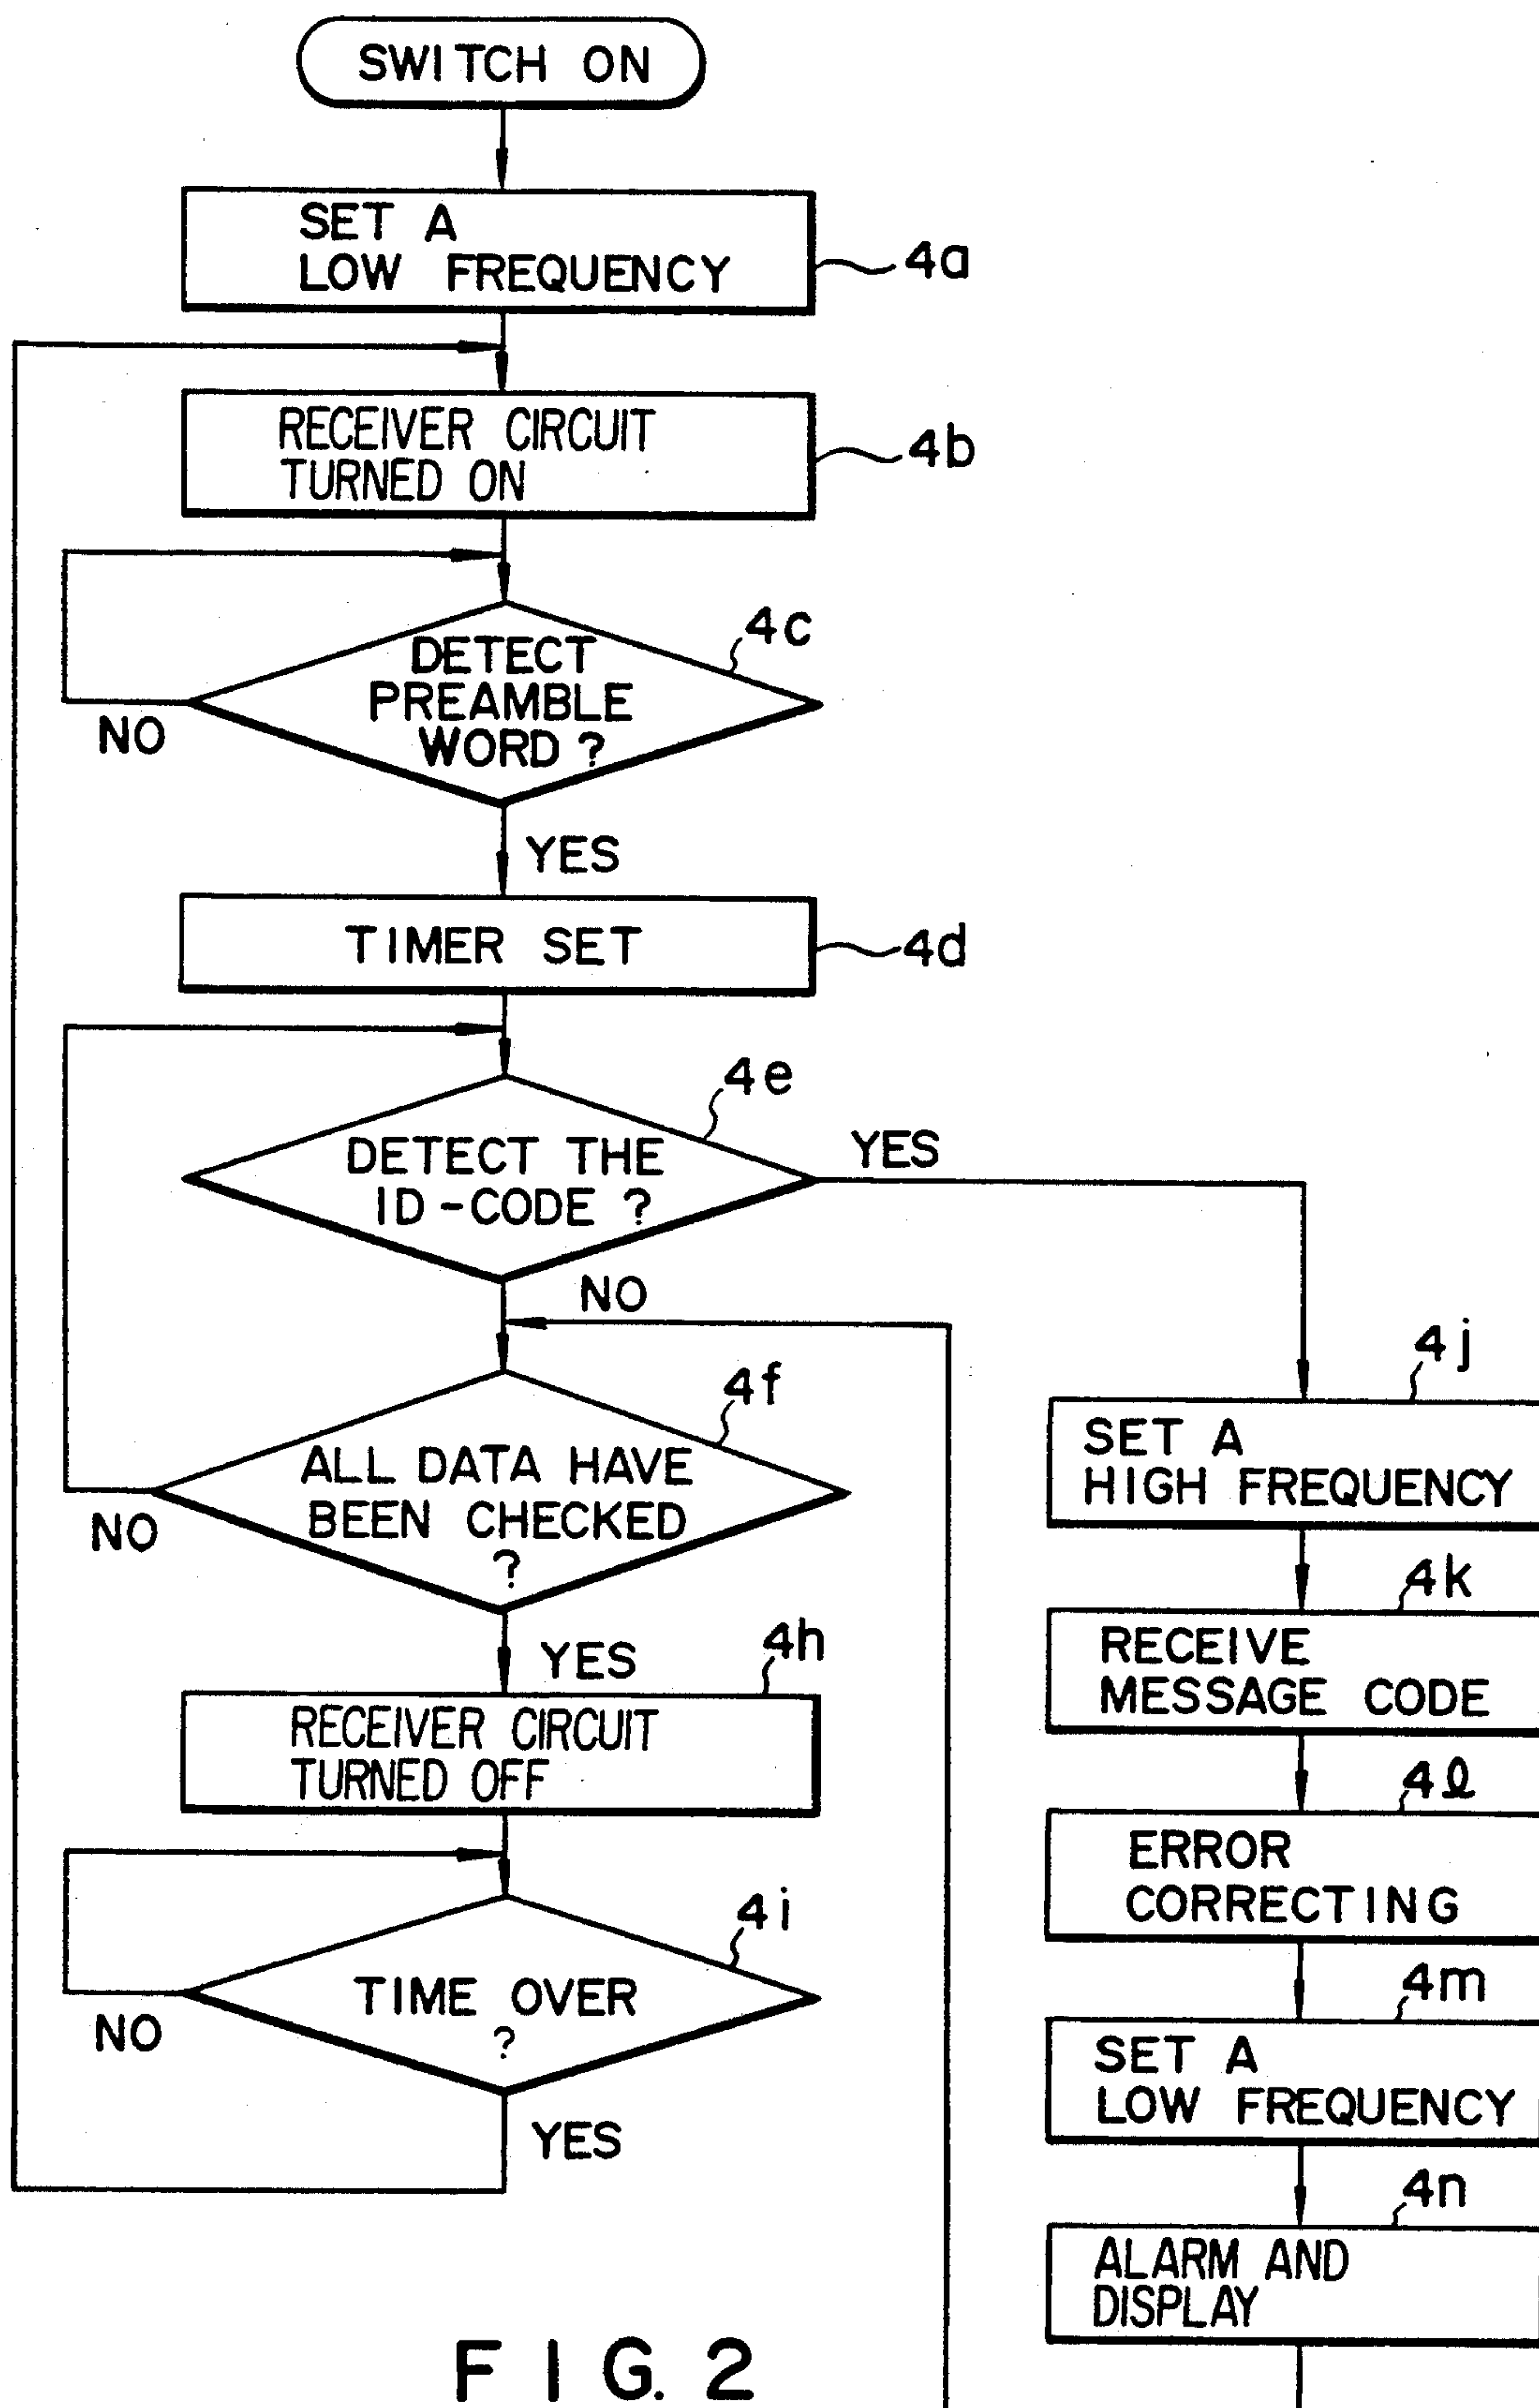 SWITCH ON
SET A
LOW FREQUENCY
4a
RECEIVER CIRCUIT
TURNED ON
4b
4c
DETECT
PREAMBLE
WORD ?
NO
YES
TIMER SET
4d
4e
DETECT THE
ID-CODE ?
YES
NO
4f
ALL DATA HAVE
BEEN CHECKED
?
NO
YES
4h
RECEIVER CIRCUIT
TURNED OFF
4i
TIME OVER
?
NO
YES
4j
SET A
HIGH FREQUENCY
4k
RECEIVE
MESSAGE CODE
4ℓ
ERROR
CORRECTING
4m
SET A
LOW FREQUENCY
4n
ALARM AND
DISPLAY
FIG. 2